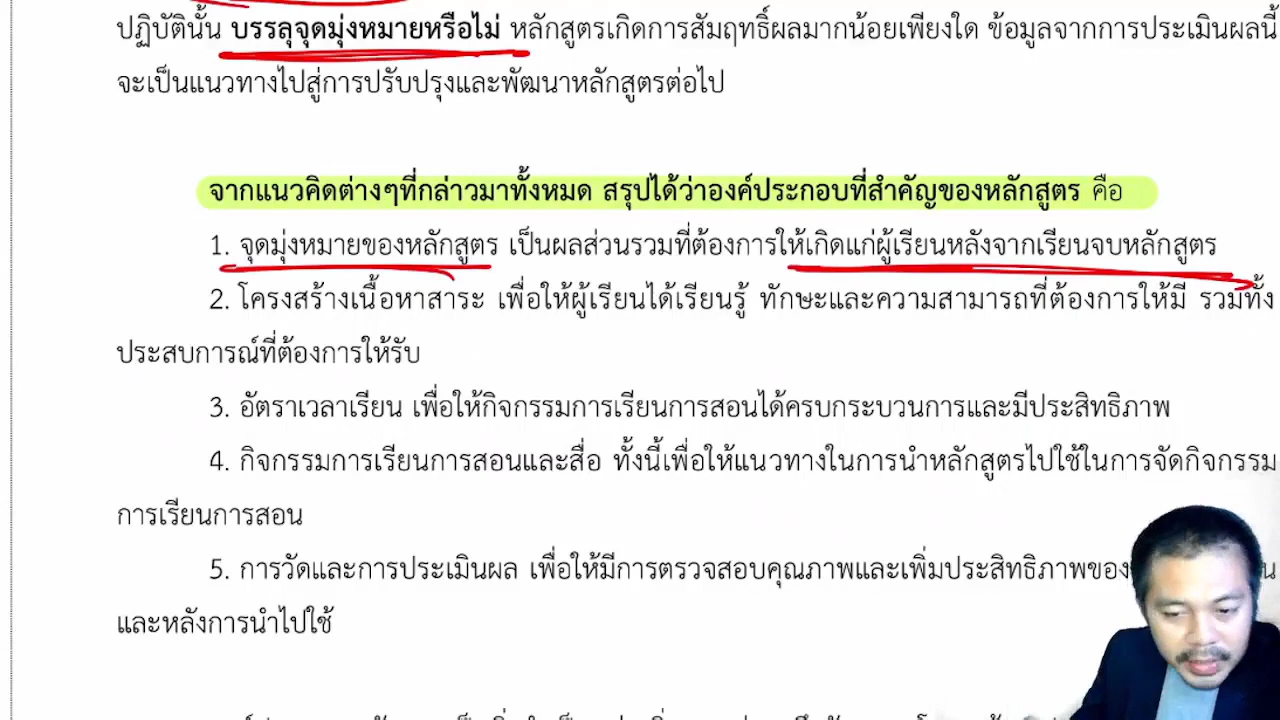 ปฏิบัตินั้น บรรลุจุดมุ่งหมายหรือไม่ หลักสูตรเกิดการสัมฤทธิ์ผลมากน้อยเพียงใด ข้อมูลจากการประเมินผลนี้
จะเป็นแนวทางไปสู่การปรับปรุงและพัฒนาหลักสูตรต่อไป
จากแนวคิดต่างๆที่กล่าวมาทั้งหมด สรุปได้ว่าองค์ประกอบที่สำคัญของหลักสูตร คือ
1. จุดมุ่งหมายของหลักสูตร เป็นผลส่วนรวมที่ต้องการให้เกิดแก่ผู้เรียนหลังจากเรียนจบหลักสูตร
2. โครงสร้างเนื้อหาสาระ เพื่อให้ผู้เรียนได้เรียนรู้ ทักษะและความสามารถที่ต้องการให้มี รวมทั้ง
ประสบการณ์ที่ต้องการให้รับ
3. อัตราเวลาเรียน เพื่อให้กิจกรรมการเรียนการสอนได้ครบกระบวนการและมีประสิทธิภาพ
4. กิจกรรมการเรียนการสอนและสื่อ ทั้งนี้เพื่อให้แนวทางในการนำหลักสูตรไปใช้ในการจัดกิจกรรม
การเรียนการสอน
5. การวัดและการประเมินผล เพื่อให้มีการตรวจสอบคุณภาพและเพิ่มประสิทธิภาพของ
และหลังการนำไปใช้